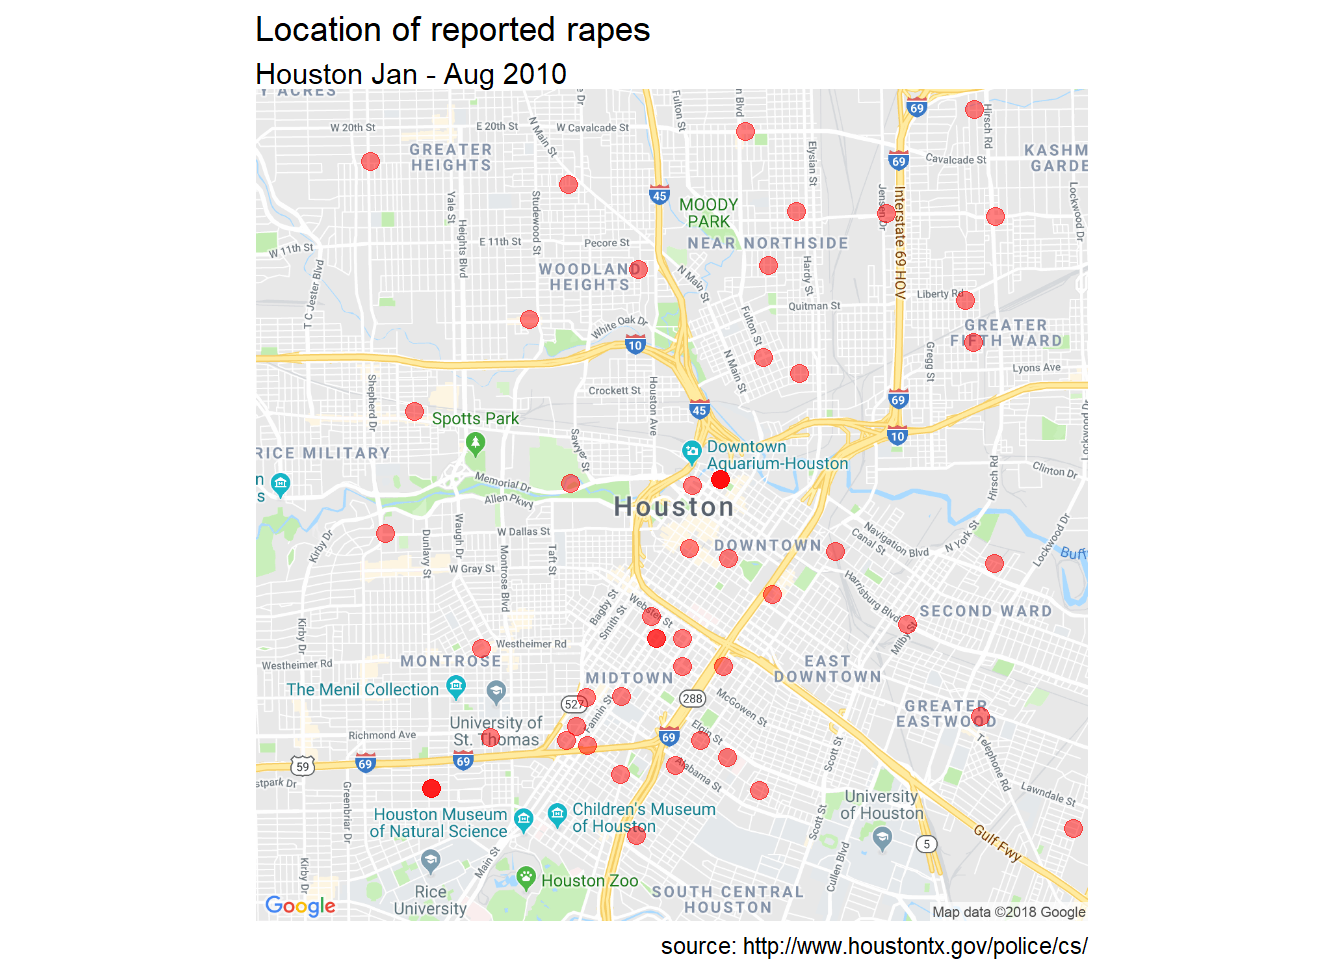 Location of reported rapes
Houston Jan - Aug 2010
Y ACRES
e Dr
Fulton St
n Blvd
69
Hirsch Rd
W 20th St
E 20th St
N Main St
W Cavalcade St
Elysian St
GREATER
HEIGHTS
69
Cavalcade St
KASHM
GARDE
Yale St
Heights Blvd
Studewood St
45
MOODY
PARK
Jensen Dr
Interstate 69 HOV
Lockwood Dr
W 11th St
E 11th St
Pecore St
NEAR NORTHSIDE
T C Jester Blvd
WOODLAND
HEIGHTS
N Main St
Hardy St
Liberty Rd
Quitman St
White Oak Dr
Fulton St
GREATER
FIFTH WARD
10
N Main St
Gregg St
Lyons Ave
Shepherd Dr
Crockett St
Houston Ave
45
69
Lockwood Dr
Spotts Park
10
RICE MILITARY
Sawyer St
Downtown
Aquarium-Houston
n
s
Memorial Dr
Allen Pkwy
Hirsch Rd
Clinton Dr
Houston
Kirby Dr
Dunlavy St
Waugh Dr
W Dallas St
Taft St
DOWNTOWN
Navigation Blvd
Canal St
N York St
Lockwood Dr
Buff
W Gray St
Montrose Blvd
Bagby St
Smith St
Webster St
Harrisburg Blvd
Milby St
SECOND WARD
Kirby Dr
Westheimer Rd
Westheimer Rd
MONTROSE
EAST
DOWNTOWN
MIDTOWN
The Menil Collection
527
Fannin St
288
McGowen St
GREATER
EASTWOOD
University of
St. Thomas
Richmond Ave
Elgin St
Scott St
Telephone Rd
59
69
69
69
Alabama St
stpark Dr
Greenbriar Dr
Lawndale St
Houston Museum
of Natural Science
Children's Museum
of Houston
University
of Houston
Scott St
5
Gulf Fwy
Kirby Dr
Main St
Cullen Blvd
Rice
University
Houston Zoo
SOUTH CENTRAL
HOUSTON
Google
Map data ©2018 Google
source: http://www.houstontx.gov/police/cs/